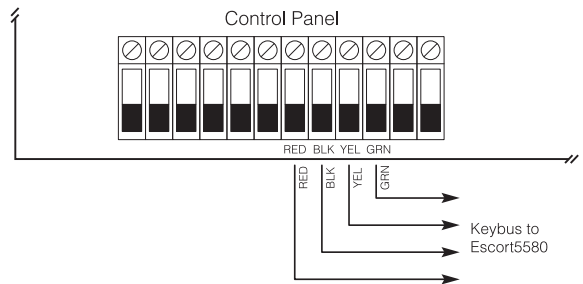 Control Panel
RED BLK YEL GRN
RED BLK YEL GRN
Keybus to
Escort5580